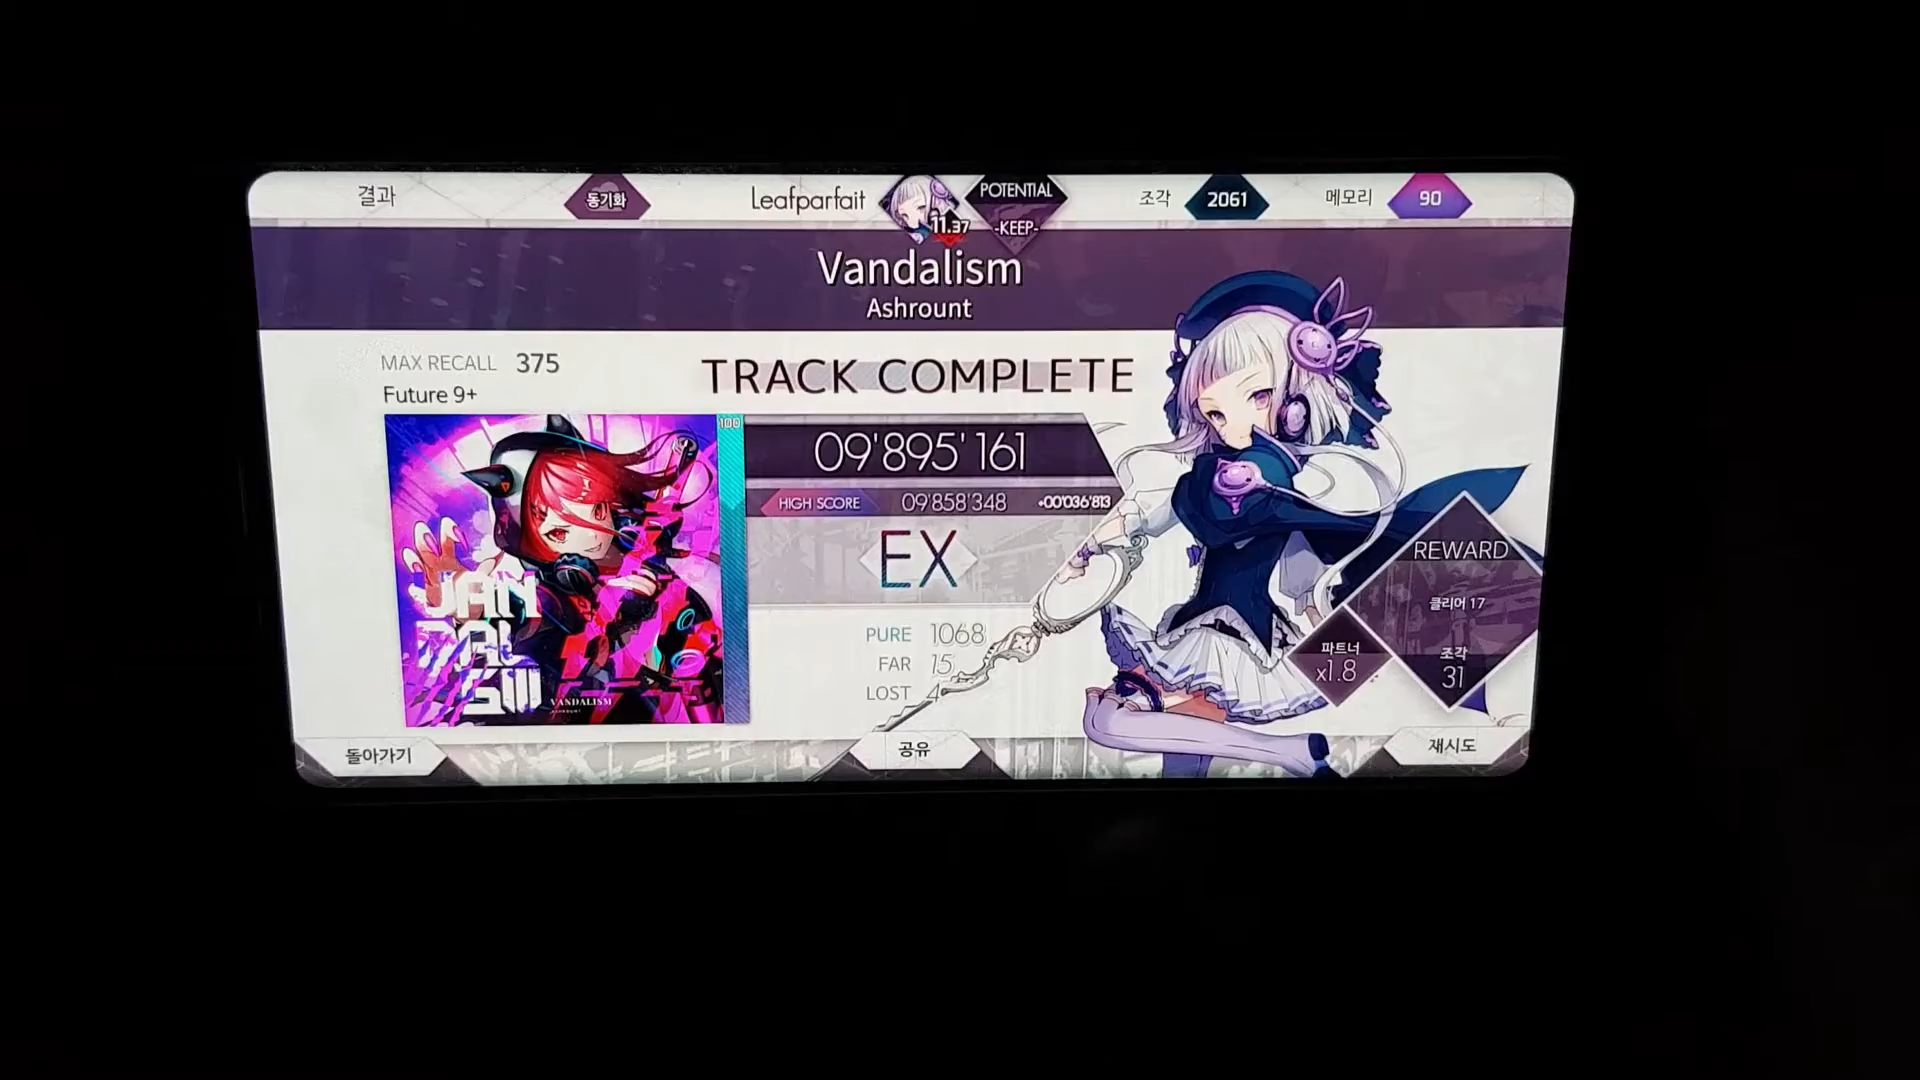 결과
동기화
Leafparfait
11.37
POTENTIAL
-KEEP-
조각 2061
메모리 90
Vandalism
Ashrount
MAX RECALL 375
Future 9+
TRACK COMPLETE
100
09'895'161
HIGH SCORE 09'858'348 +00'036'813
EX
PURE 1068
FAR 15
LOST 4
VANDALISM
REWARD
클리어 17
파트너
x1.8
조각
31
돌아가기
공유
재시도